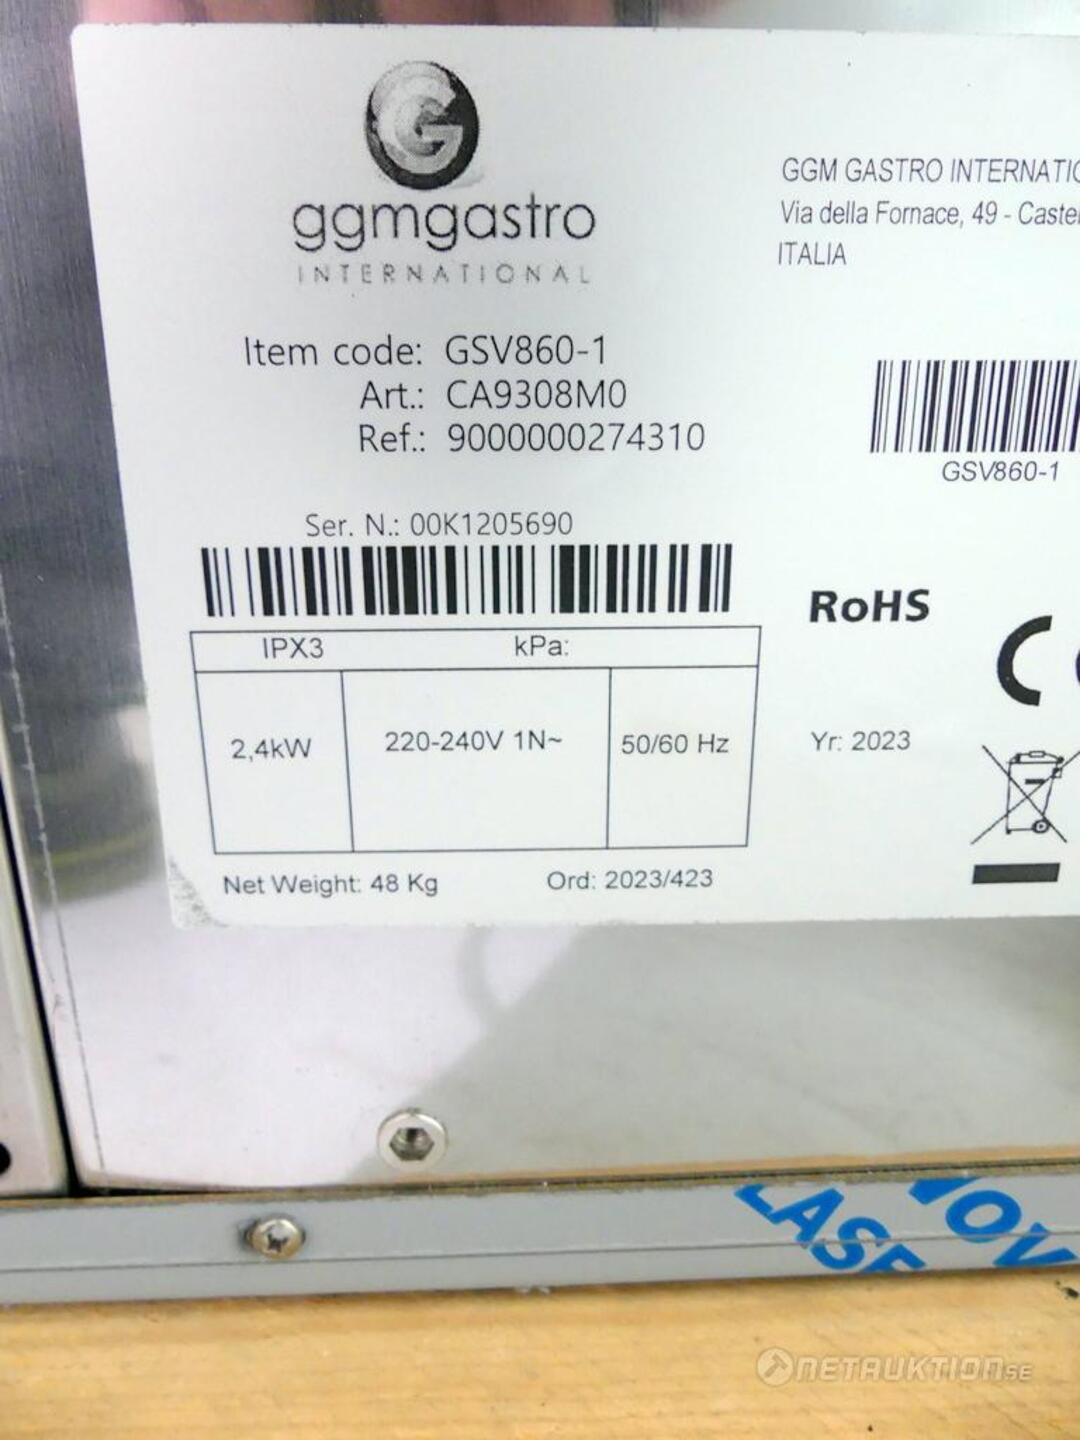 ggmgastro
INTERNATIONAL
GGM GASTRO
Via della Fornace, 49 -
ITALIA
Item code: GSV860-1
Art.: CA9308M0
Ref.: 9000000274310
GSV860-1
Ser. N.: 00K1205690
RoHS
IPX3 kPa:
2,4kW 220-240V 1N~ 50/60 Hz
Yr: 2023
Net Weight: 48 Kg Ord: 2023/423
NETAUKTION.SE